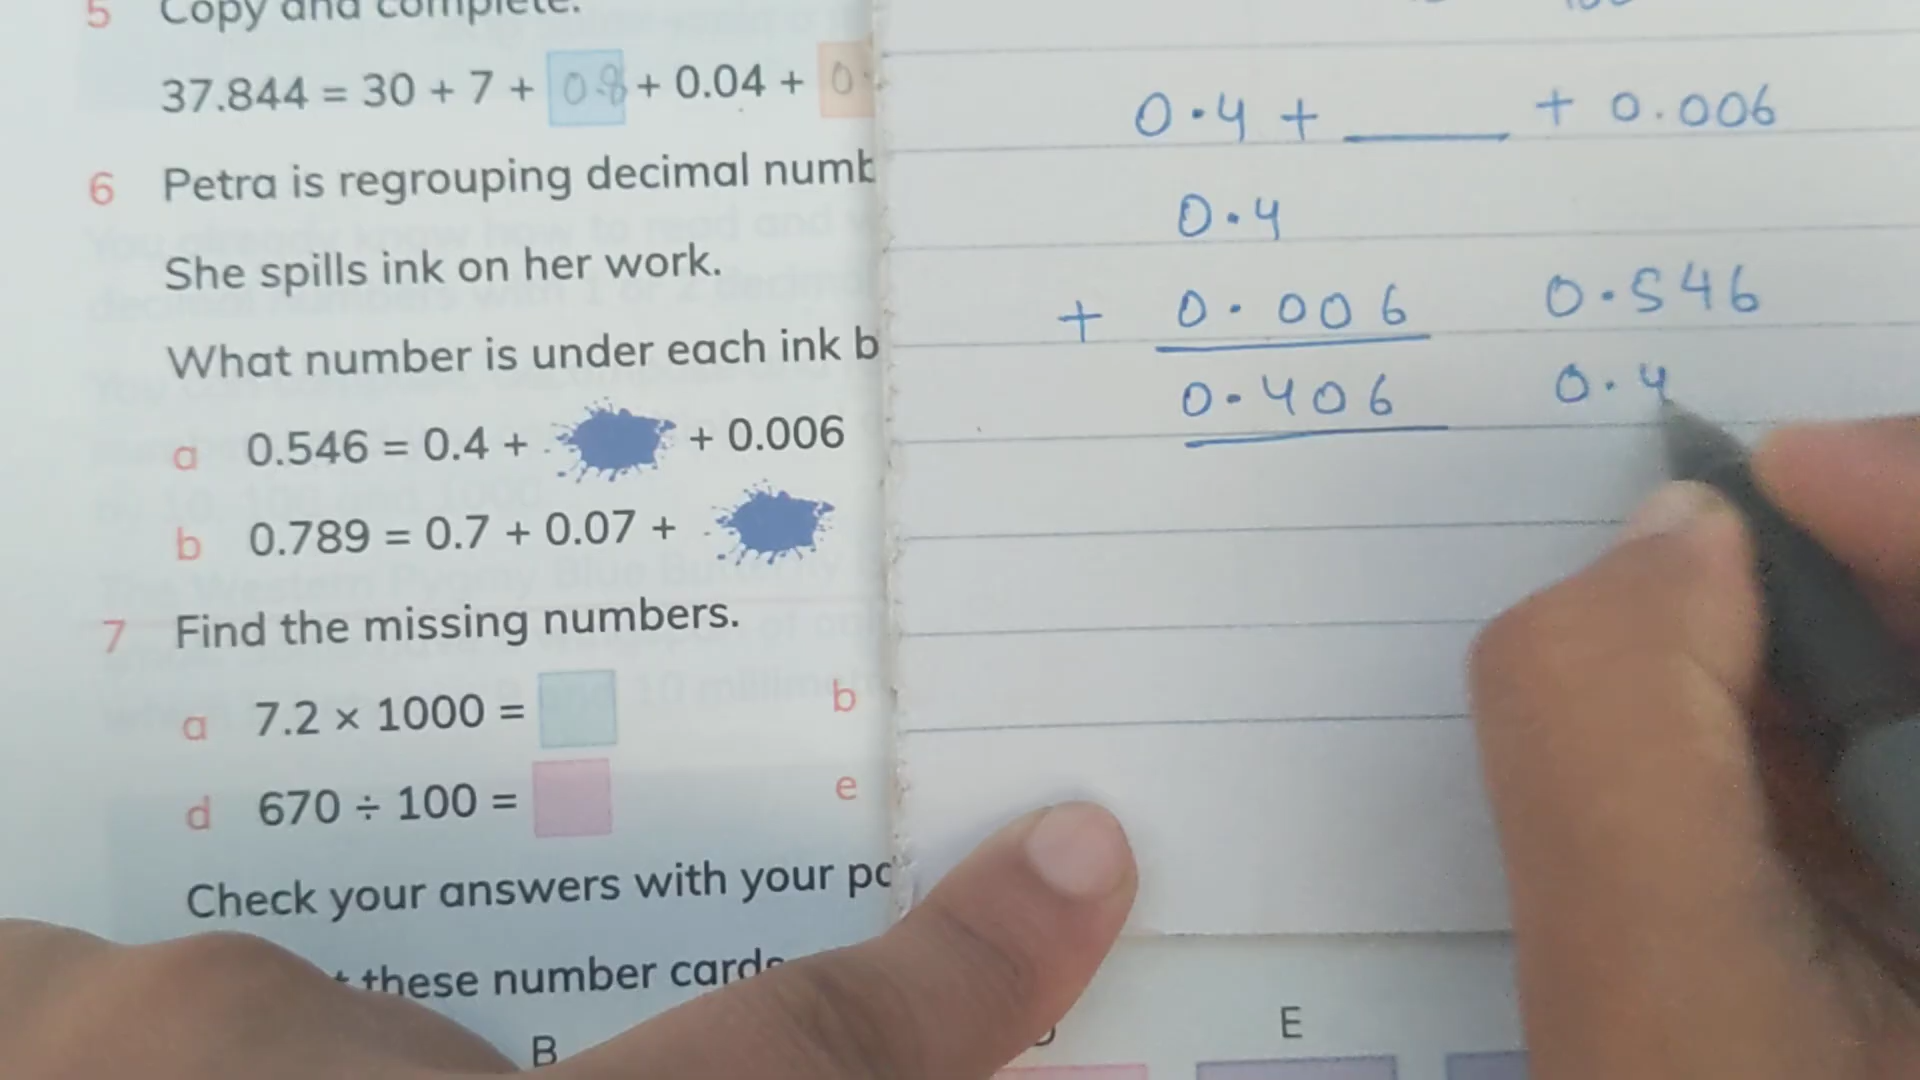 5 Copy and complete.
37.844 = 30 + 7 + 0.8 + 0.04 + 0.
6 Petra is regrouping decimal
She spills ink on her work.
What number is under each ink
a 0.546 = 0.4 + + 0.006
b 0.789 = 0.7 + 0.07 +
7 Find the missing numbers.
a 7.2 × 1000 =
b
d 670 ÷ 100 =
e
Check your answers with your
these number cards
B
E
0.4 + ____ + 0.006
0.4
+ 0.006
0.406
0.546
0.4